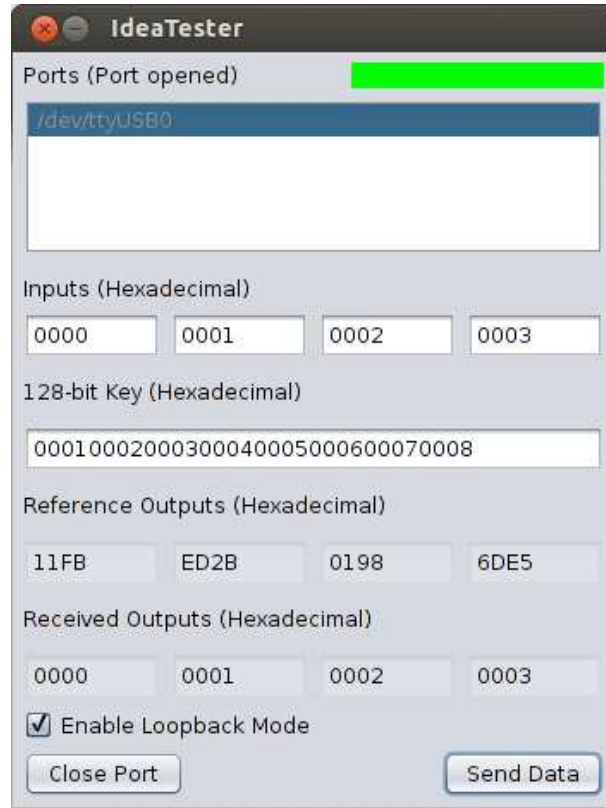 IdeaTester
Ports (Port opened)
/dev/ttyUSB0
Inputs (Hexadecimal)
0000 0001 0002 0003
128-bit Key (Hexadecimal)
00010002000300040005000600070008
Reference Outputs (Hexadecimal)
11FB ED2B 0198 6DE5
Received Outputs (Hexadecimal)
0000 0001 0002 0003
Enable Loopback Mode
Close Port Send Data